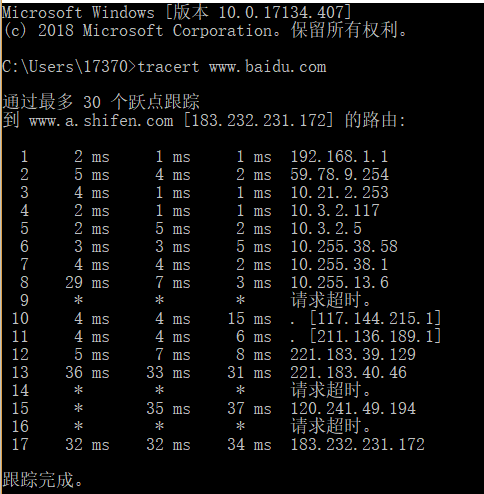 Microsoft Windows [版本 10.0.17134.407]
(c) 2018 Microsoft Corporation。保留所有权利。
C:\Users\17370>tracert www.baidu.com
通过最多 30 个跃点跟踪
到 www.a.shifen.com [183.232.231.172] 的路由:
1 2 ms 1 ms 1 ms 192.168.1.1
2 5 ms 4 ms 2 ms 59.78.9.254
3 4 ms 1 ms 1 ms 10.21.2.253
4 2 ms 1 ms 1 ms 10.3.2.117
5 2 ms 5 ms 2 ms 10.3.2.5
6 3 ms 3 ms 5 ms 10.255.38.58
7 4 ms 4 ms 2 ms 10.255.38.1
8 29 ms 7 ms 3 ms 10.255.13.6
9 * * * 请求超时。
10 4 ms 4 ms 15 ms . [117.144.215.1]
11 4 ms 4 ms 6 ms . [211.136.189.1]
12 5 ms 7 ms 8 ms 221.183.39.129
13 36 ms 33 ms 31 ms 221.183.40.46
14 * * * 请求超时。
15 * 35 ms 37 ms 120.241.49.194
16 * * * 请求超时。
17 32 ms 32 ms 34 ms 183.232.231.172
跟踪完成。